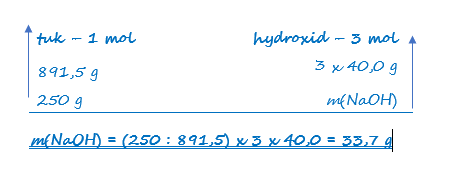 tuk – 1 mol hydroxid – 3 mol
891,5 g 3 x 40,0 g
250 g m(NaOH)
m(NaOH) = (250 : 891,5) x 3 x 40,0 = 33,7 g